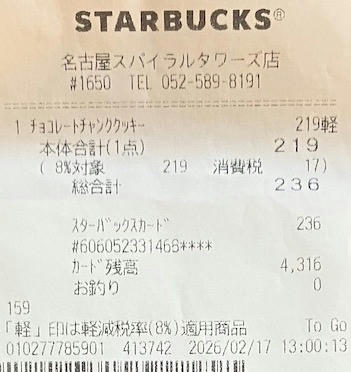 STARBUCKS®
名古屋スパイラルタワーズ店
#1650 TEL 052-589-8191
1 チョコレートチャンククッキー 219軽
本体合計(1点) 219
( 8%対象 219 消費税 17)
総合計 236
スターバックスカード 236
#606052331466****
カード残高 4,316
お釣り 0
159
「軽」印は軽減税率(8%)適用商品 To Go
010277785901 413742 2026/02/17 13:00:13